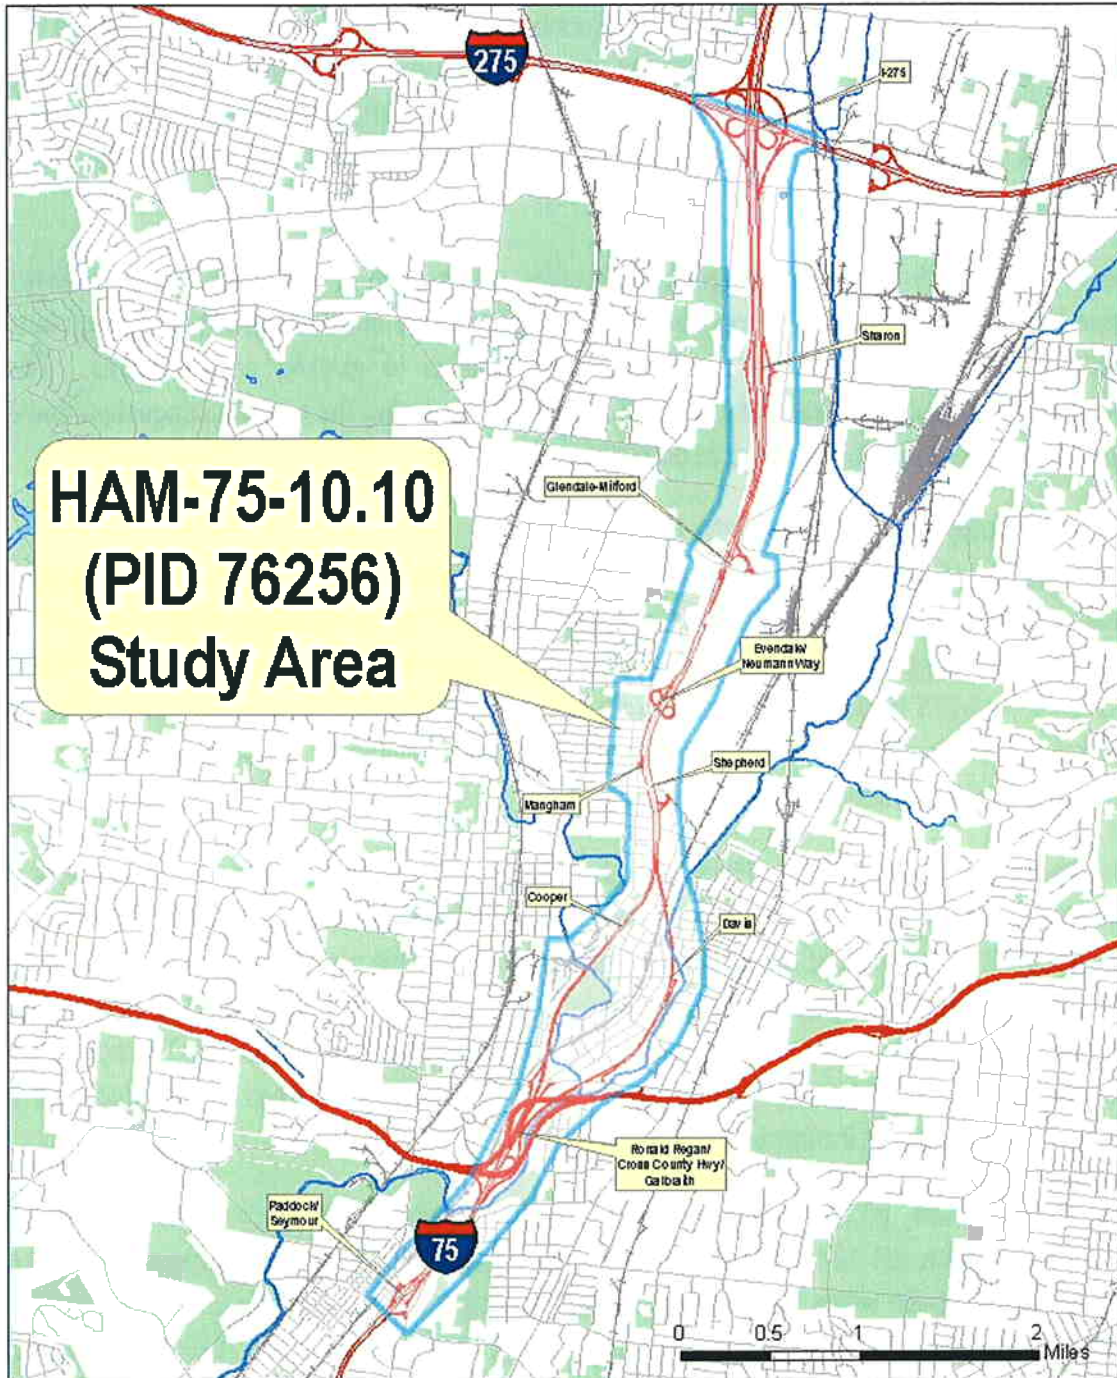 275
I-275
Sharon
HAM-75-10.10
(PID 76256)
Study Area
Glendale-Milford
Evendale/
Neumann Way
Shepherd
Mangham
Cooper
Davis
Ronald Regan/
Cross County Hwy/
Galbraith
Paddock/
Seymour
75
0 0.5 1 2
Miles